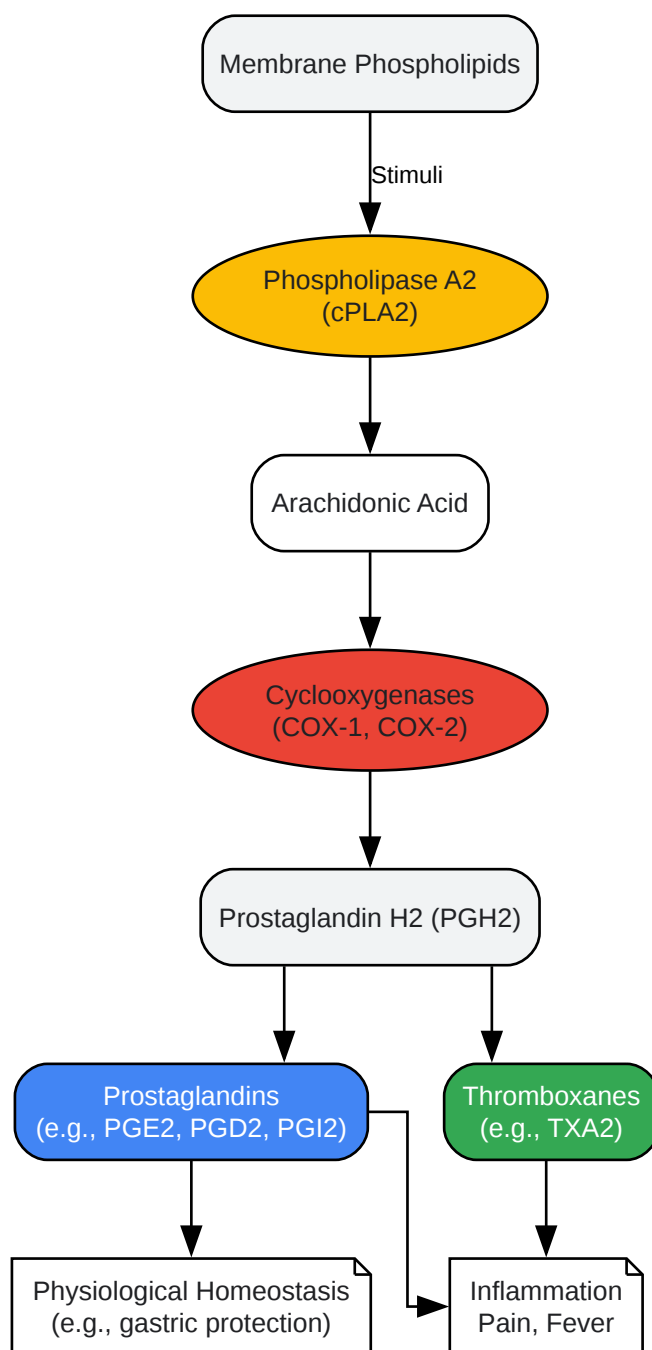 Membrane Phospholipids
Stimuli
Phospholipase A2
(cPLA2)
Arachidonic Acid
Cyclooxygenases
(COX-1, COX-2)
Prostaglandin H2 (PGH2)
Prostaglandins
(e.g., PGE2, PGD2, PGI2)
Thromboxanes
(e.g., TXA2)
Physiological Homeostasis
(e.g., gastric protection)
Inflammation
Pain, Fever